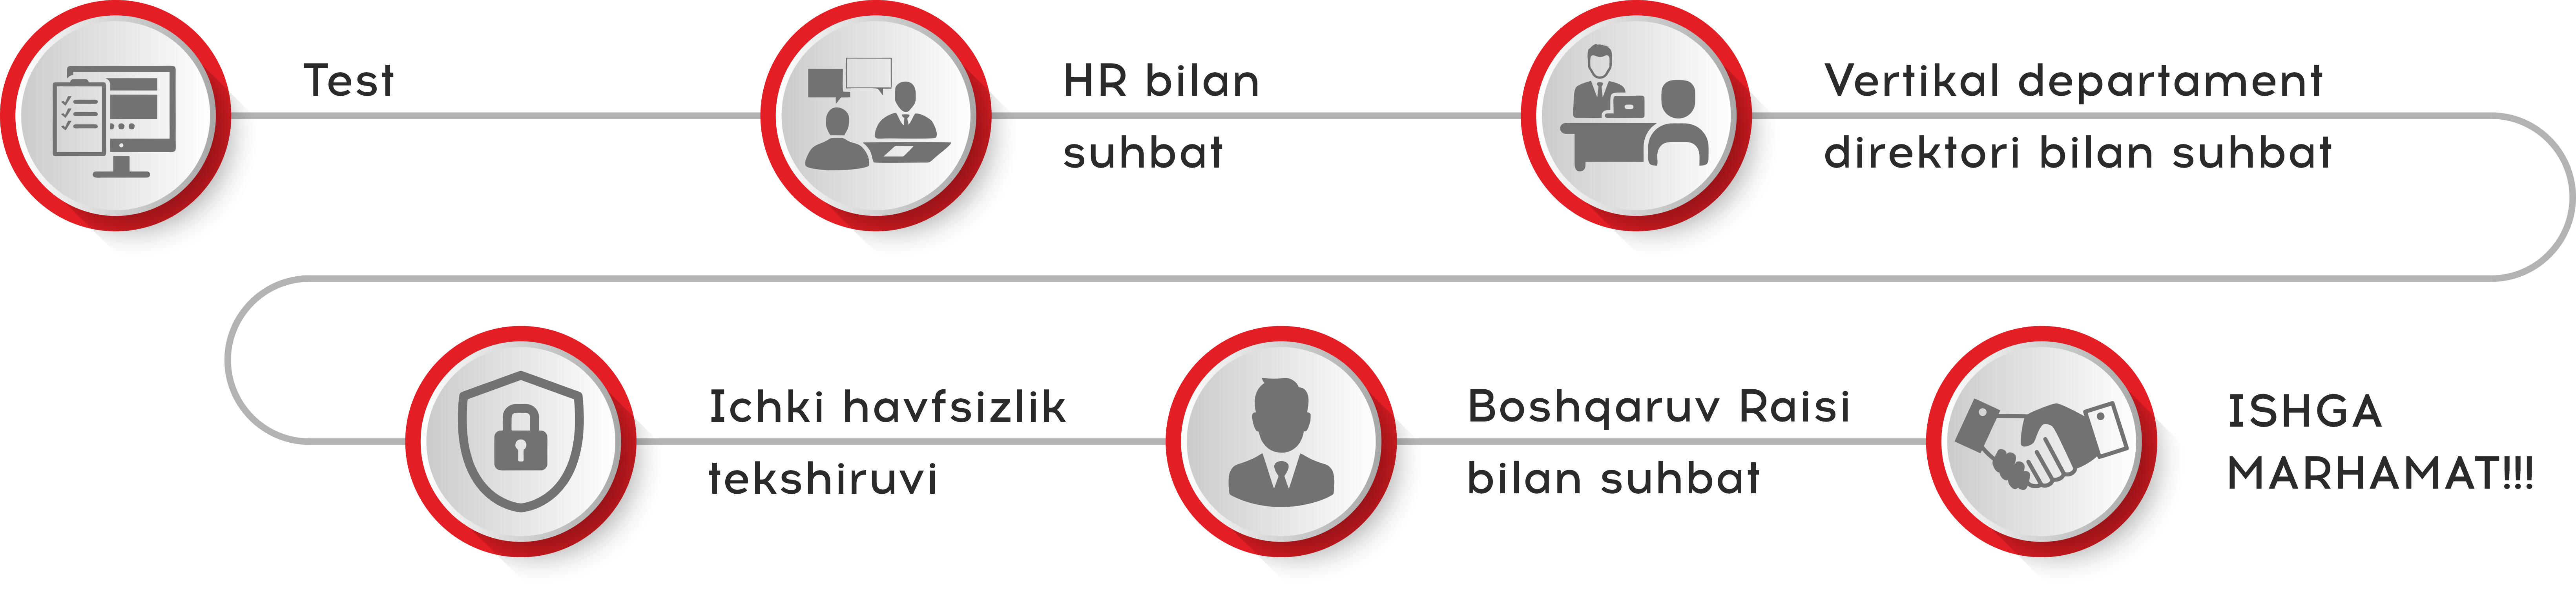 Test
HR bilan
suhbat
Vertikal departament
direktori bilan suhbat
Ichki havfsizlik
tekshiruvi
Boshqaruv Raisi
bilan suhbat
ISHGA
MARHAMAT!!!